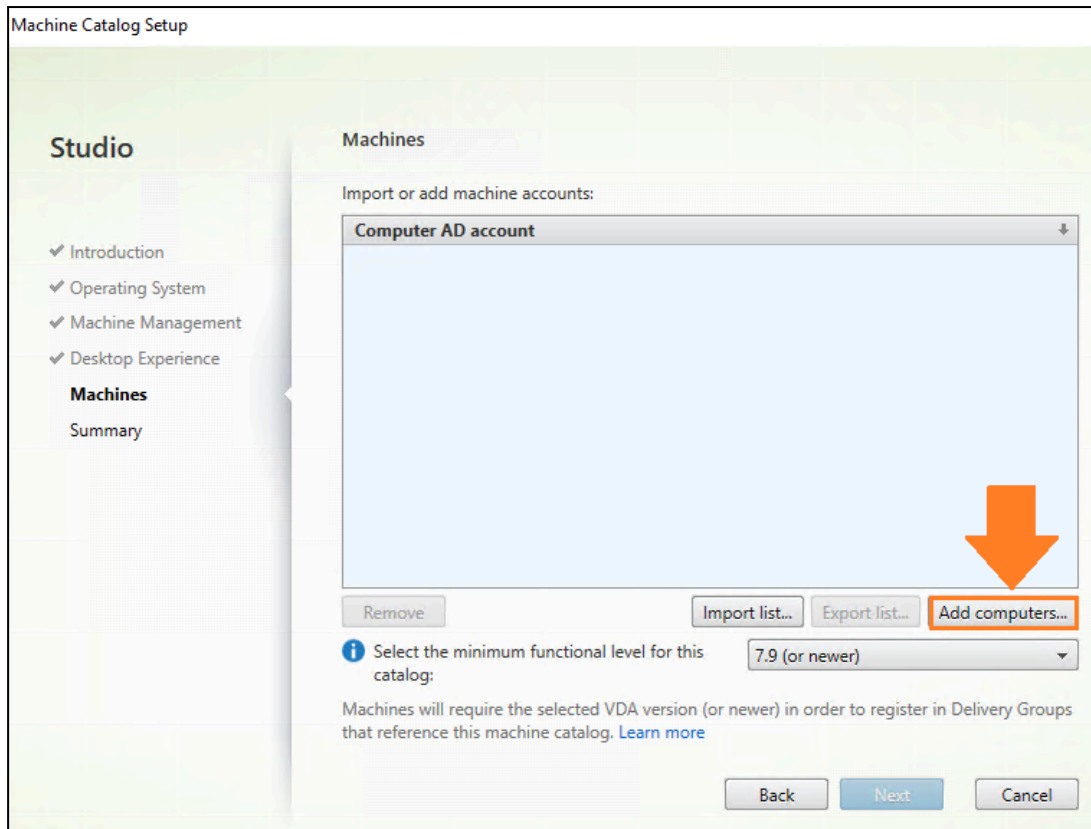 Machine Catalog Setup
Studio
Introduction
Operating System
Machine Management
Desktop Experience
Machines
Summary
Machines
Import or add machine accounts:
Computer AD account
Remove
Import list...
Export list...
Add computers...
Select the minimum functional level for this
catalog:
7.9 (or newer)
Machines will require the selected VDA version (or newer) in order to register in Delivery Groups
that reference this machine catalog. Learn more
Back
Next
Cancel